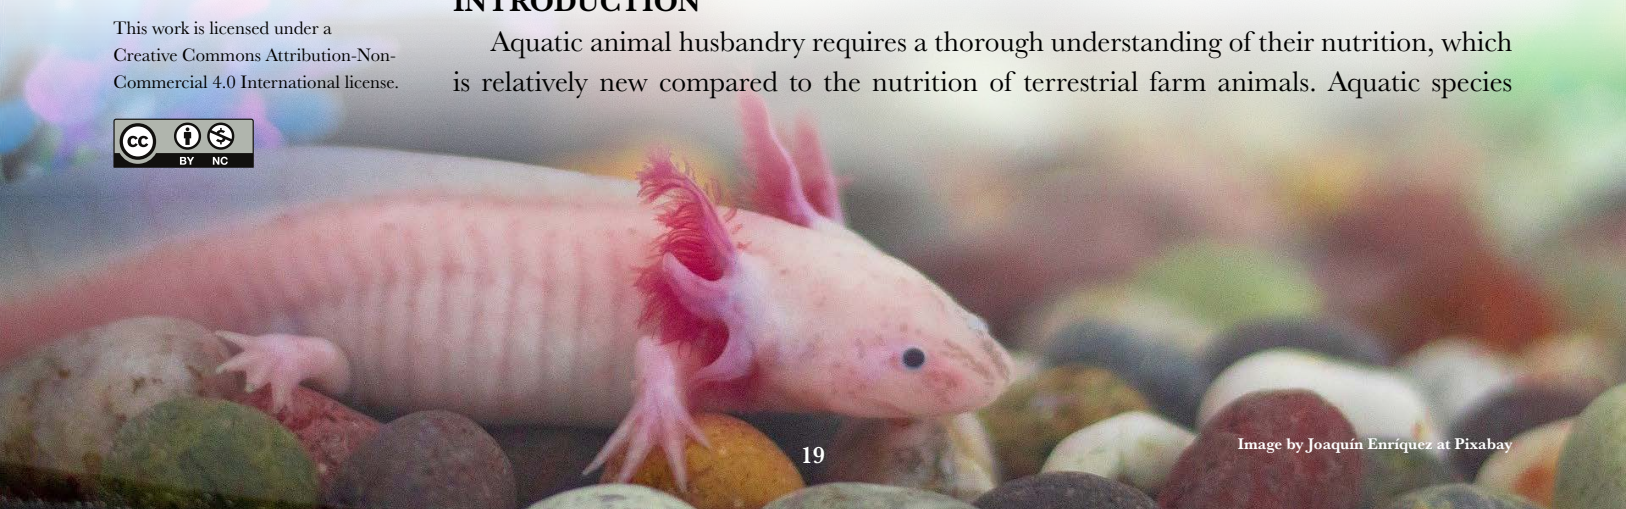 This work is licensed under a
Creative Commons Attribution-Non-
Commercial 4.0 International license.
CC
BY NC
INTRODUCTION
Aquatic animal husbandry requires a thorough understanding of their nutrition, which
is relatively new compared to the nutrition of terrestrial farm animals. Aquatic species
19
Image by Joaquín Enríquez at Pixabay